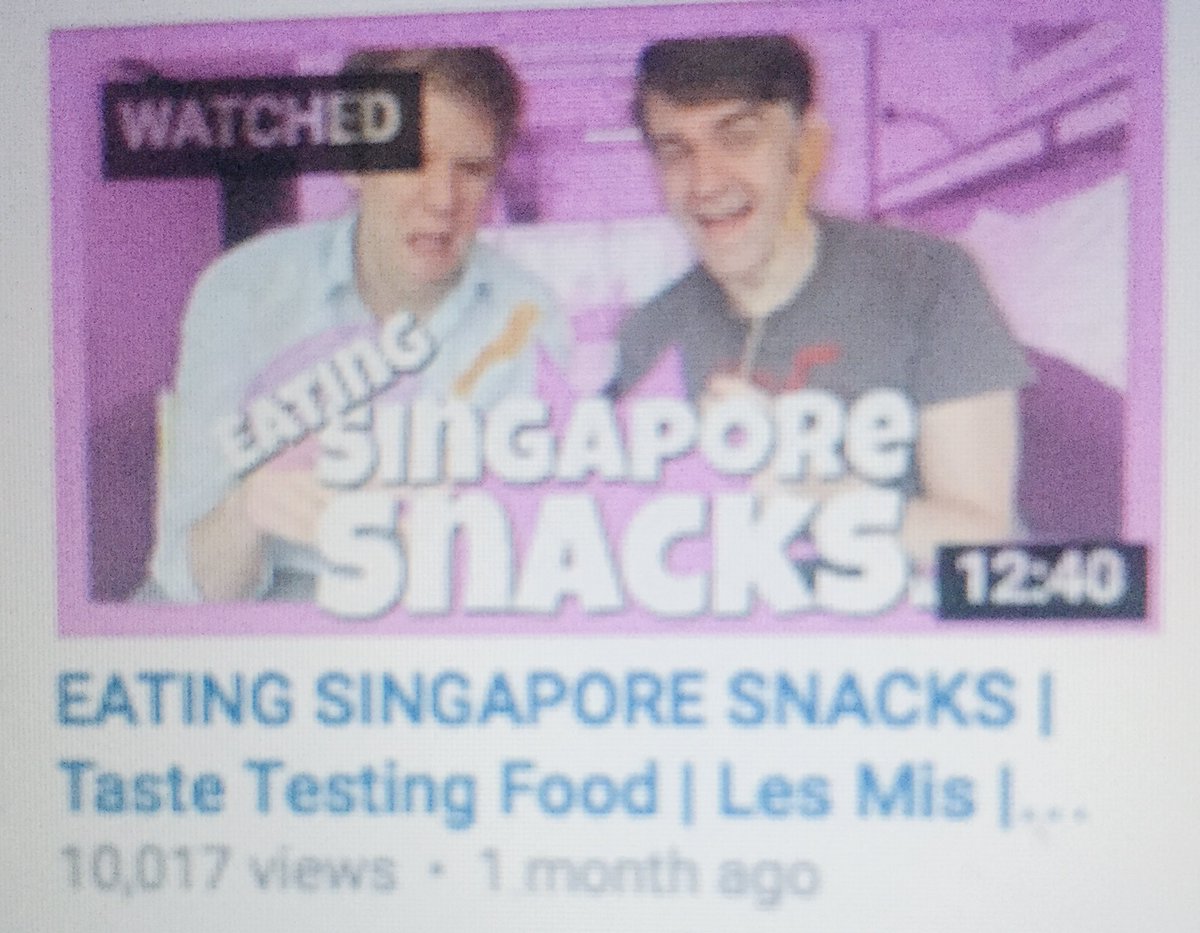 WATCHED
EATING
SINGAPORE
SNACKS.
12:40
EATING SINGAPORE SNACKS |
Taste Testing Food | Les Mis |...
10,017 views • 1 month ago